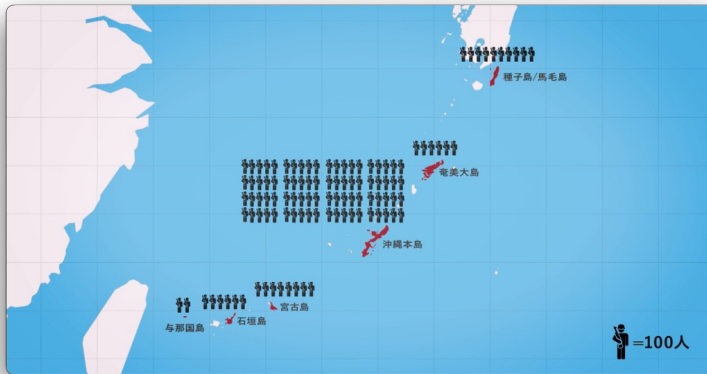 種子島/馬毛島
奄美大島
沖縄本島
宮古島
石垣島
与那国島
=100人